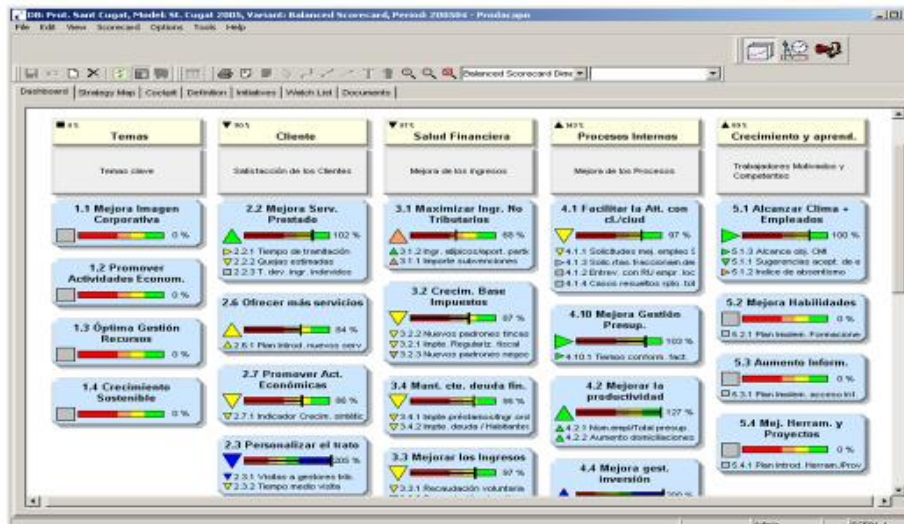 DB: Prot. Sant Cugat, Model: St. Cugat 2005, Variant: Balanced Scorecard, Period: 200504 - Prodacapo
File Edit View Scorecard Options Tools Help
Balanced Scorecard Dime
Dashboard Strategy Map Cockpit Definition Initiatives Watch List Documents
Temas
Temas clave
1.1 Mejora Imagen
Corporativa
0 %
1.2 Promover
Actividades Econom.
0 %
1.3 Óptima Gestión
Recursos
0 %
1.4 Crecimiento
Sostenible
0 %
Cliente
Satisfacción de los Clientes
2.2 Mejora Serv.
Prestado
102 %
2.2.1 Tiempo de tramitación
2.2.2 Quejas estimadas
2.2.3 T. dev. ingr. indevidos
2.6 Ofrecer más servicios
84 %
2.6.1 Plan introd. nuevos serv
2.7 Promover Act.
Económicas
86 %
2.7.1 Indicador Crecim. sintétic
2.3 Personalizar el trato
205 %
2.3.1 Visitas a gestores trib.
2.3.2 Tiempo medio visita
Salud Financiera
Mejora de los ingresos
3.1 Maximizar Ingr. No
Tributarios
68 %
3.1.2 Ingr. atípicos/aport. partic
3.1.1 Importe subvenciones
3.2 Crecim. Base
Impuestos
97 %
3.2.2 Nuevos padrones fincas
3.2.1 Impte. Regulariz. fiscal
3.2.3 Nuevos padrones negoc
3.4 Mant. cte. deuda fin.
3.4.1 Impte préstamos/Ingr.ord
3.4.2 Impte. deuda / Habitantes
3.3 Mejorar los Ingresos
97 %
3.3.1 Recaudación voluntaria
Procesos Internos
Mejora de los Procesos
4.1 Facilitar la Att. con
cl./ciud
97 %
4.1.1 Solicitudes mej. empleo S
4.1.3 Solic.rtas fraccionam.de
4.1.2 Entrev. con RU empr. loc
4.1.4 Casos resueltos rpto. tot
4.10 Mejora Gestión
Presup.
103 %
4.10.5 Tiempo conform. fact.
4.2 Mejorar la
productividad
127 %
4.2.1 Nom.empl/Total presup.
4.2.2 Aumento domiciliaciones
4.4 Mejora gest.
inversión
Crecimiento y aprend.
Trabajadores Motivados y
Competentes
5.1 Alcanzar Clima +
Empleados
100 %
5.1.3 Alcance obj. CMI
5.1.1 Sugerencias acept. de e
5.1.2 Indice de absentismo
5.2 Mejora Habilidades
0 %
5.2.1 Plan Implem. Formacione
5.3 Aumento Inform.
0 %
5.3.1 Plan Implem. acceso inf.
5.4 Mej. Herram. y
Proyectos
0 %
5.4.1 Plan introd. Herram./Prov